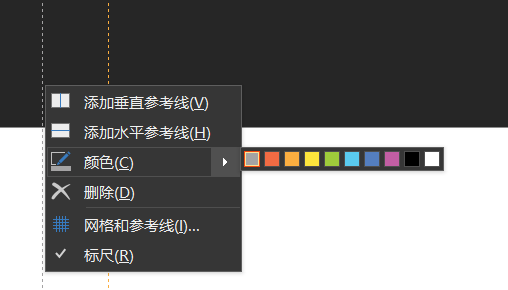 添加垂直参考线(V)
添加水平参考线(H)
颜色(C)
删除(D)
网格和参考线(I)...
标尺(R)